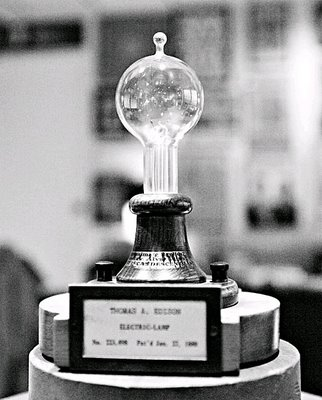 THOMAS A. EDISON
ELECTRIC-LAMP
No. 223,898 Pat'd Jan. 27, 1880